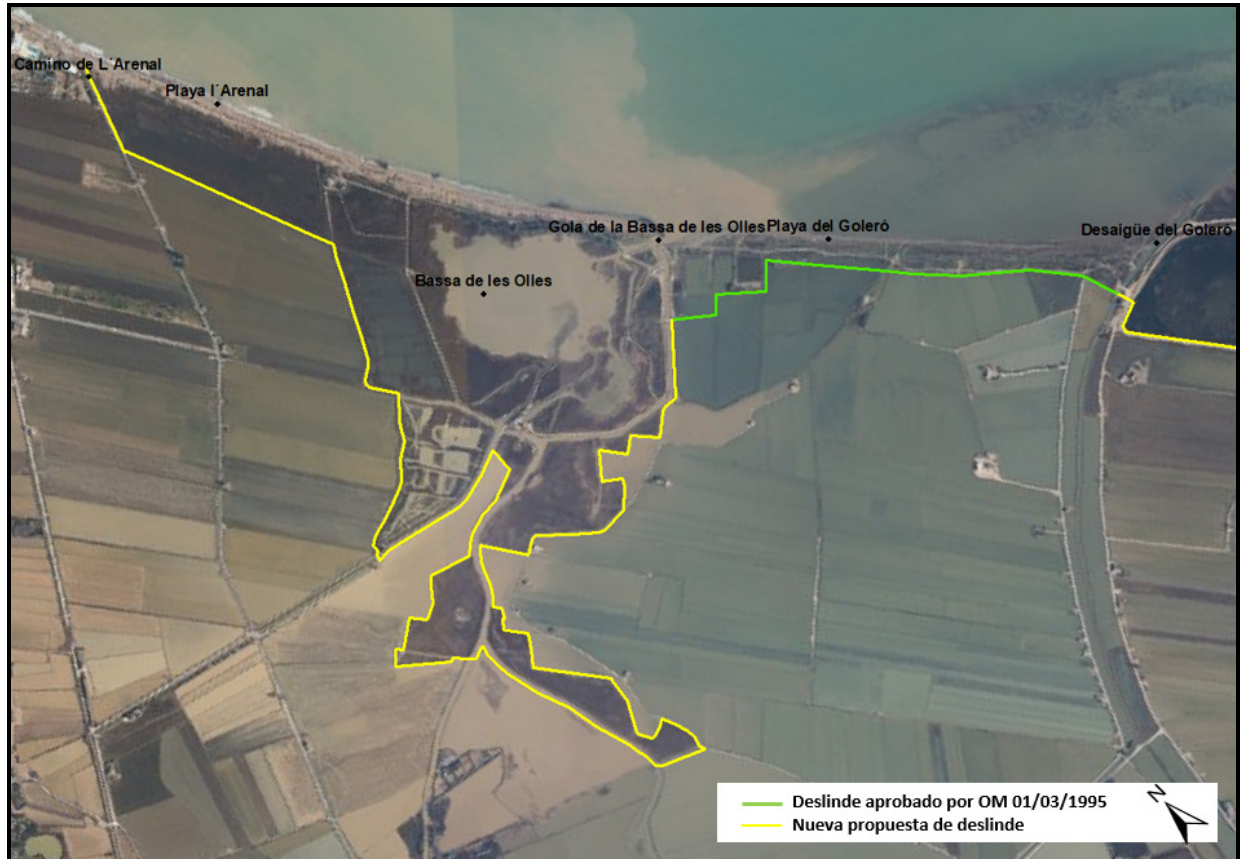 Camino de L´Arenal
Playa l´Arenal
Gola de la Bassa de les Olles
Playa del Goleró
Desaigüe del Goleró
Bassa de les Olles
Deslinde aprobado por OM 01/03/1995
Nueva propuesta de deslinde
N